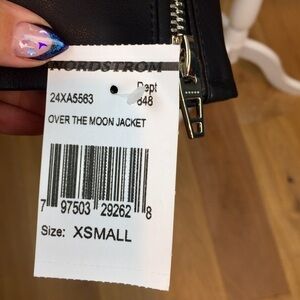 NORDSTROM
24XA5563 Dept
848
OVER THE MOON JACKET
7 97503 29262 8
Size: XSMALL